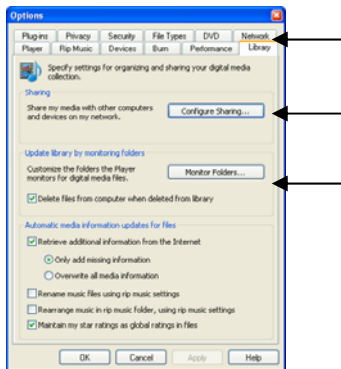 Options
Plug-ins Privacy Security File Types DVD Network
Player Rip Music Devices Burn Performance Library
Specify settings for organizing and sharing your digital media
collection.
Sharing
Share my media with other computers
and devices on my network.
Configure Sharing...
Update library by monitoring folders
Customize the folders the Player
monitors for digital media files.
Monitor Folders...
Delete files from computer when deleted from library
Automatic media information updates for files
Retrieve additional information from the Internet
Only add missing information
Overwrite all media information
Rename music files using rip music settings
Rearrange music in rip music folder, using rip music settings
Maintain my star ratings as global ratings in files
OK Cancel Apply Help